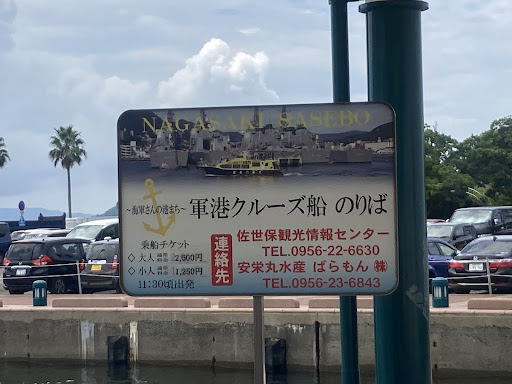 NAGASAKI SASEBO
～海軍さんの港まち～
軍港クルーズ船 のりば
乗船チケット
◇ 大人 2,500円
◇ 小人 1,250円
11:30頃出発
連絡先
佐世保観光情報センター
TEL.0956-22-6630
安栄丸水産 ばらもん ㈱
TEL.0956-23-6843